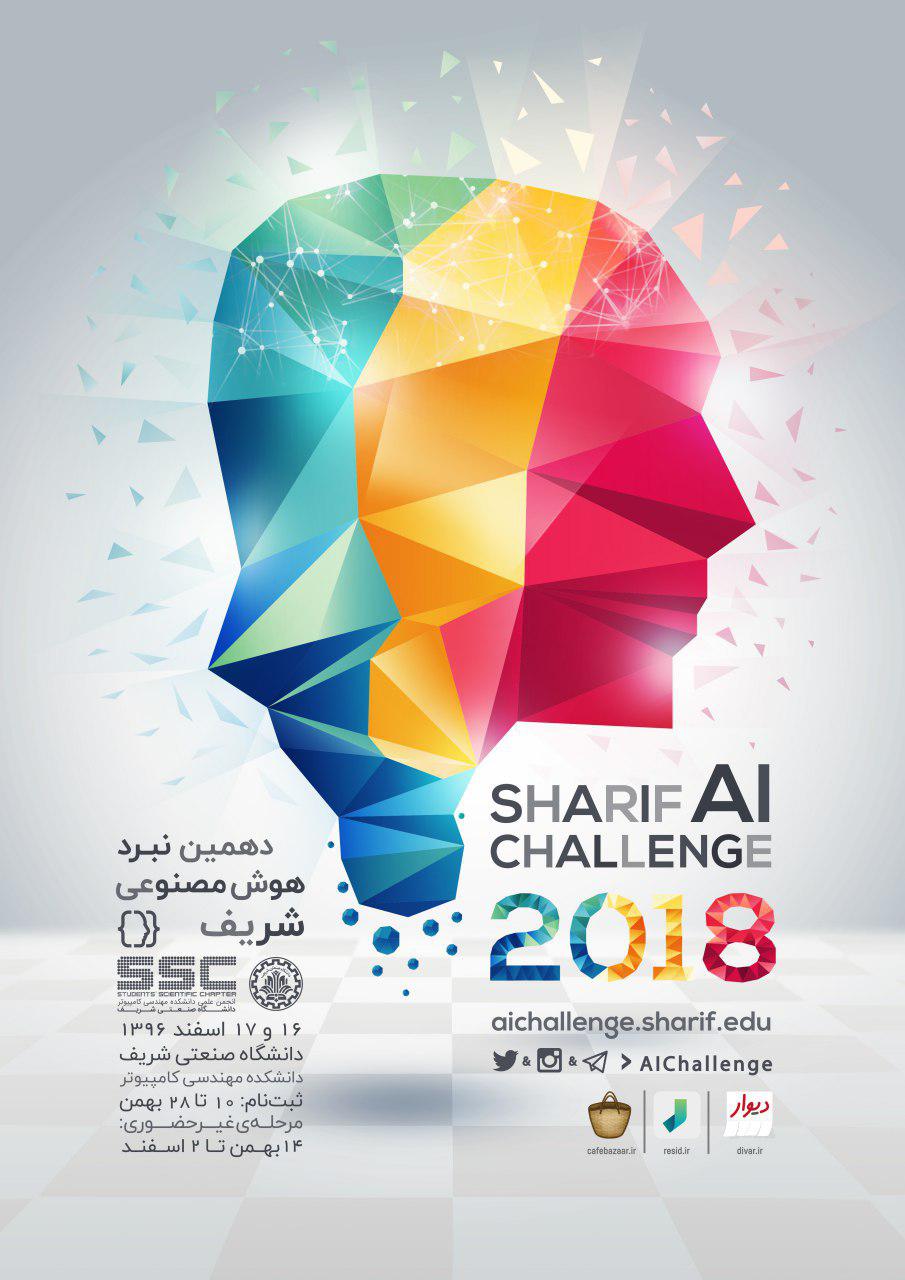 SHARIF AI
CHALLENGE
2018
aichallenge.sharif.edu
& & > AIChallenge
cafebazaar.ir
resid.ir
دیوار
divar.ir
دهمین نبرد
هوش مصنوعی
شریف
{}
SSC
STUDENTS SCIENTIFIC CHAPTER
انجمن علمی دانشکده مهندسی کامپیوتر
دانشگاه صنعتی شریف
۱۶ و ۱۷ اسفند ۱۳۹۶
دانشگاه صنعتی شریف
دانشکده مهندسی کامپیوتر
ثبت‌نام: ۱۰ تا ۲۸ بهمن
مرحله‌ی غیرحضوری:
۱۴ بهمن تا ۲ اسفند